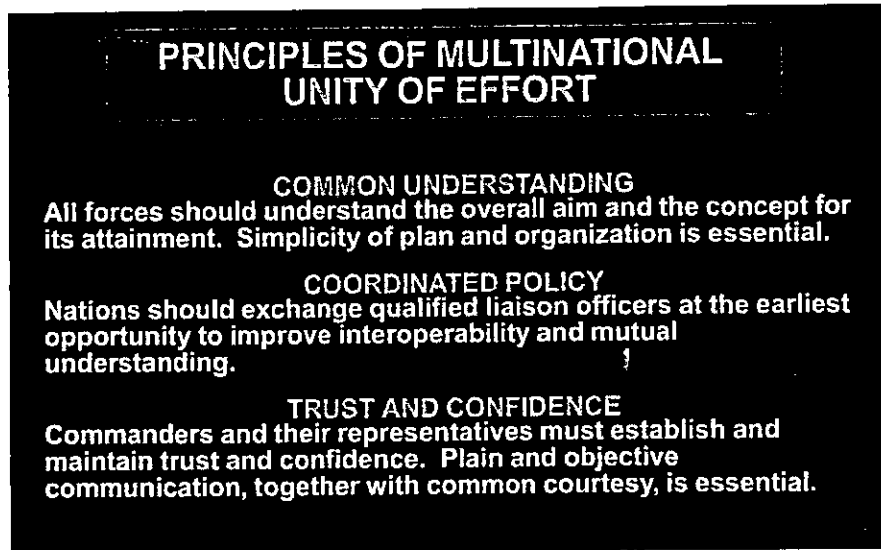 PRINCIPLES OF MULTINATIONAL
UNITY OF EFFORT
COMMON UNDERSTANDING
All forces should understand the overall aim and the concept for
its attainment. Simplicity of plan and organization is essential.
COORDINATED POLICY
Nations should exchange qualified liaison officers at the earliest
opportunity to improve interoperability and mutual
understanding.
TRUST AND CONFIDENCE
Commanders and their representatives must establish and
maintain trust and confidence. Plain and objective
communication, together with common courtesy, is essential.